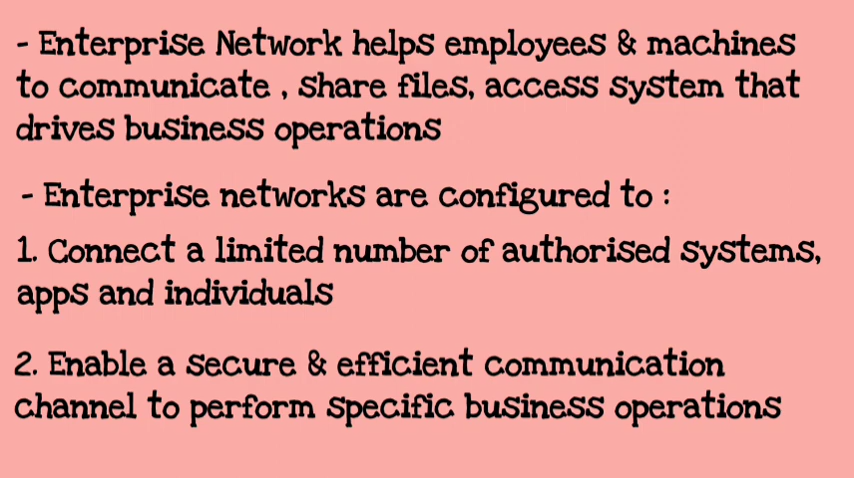 - Enterprise Network helps employees & machines
to communicate , share files, access system that
drives business operations
- Enterprise networks are configured to :
1. Connect a limited number of authorised systems,
apps and individuals
2. Enable a secure & efficient communication
channel to perform specific business operations